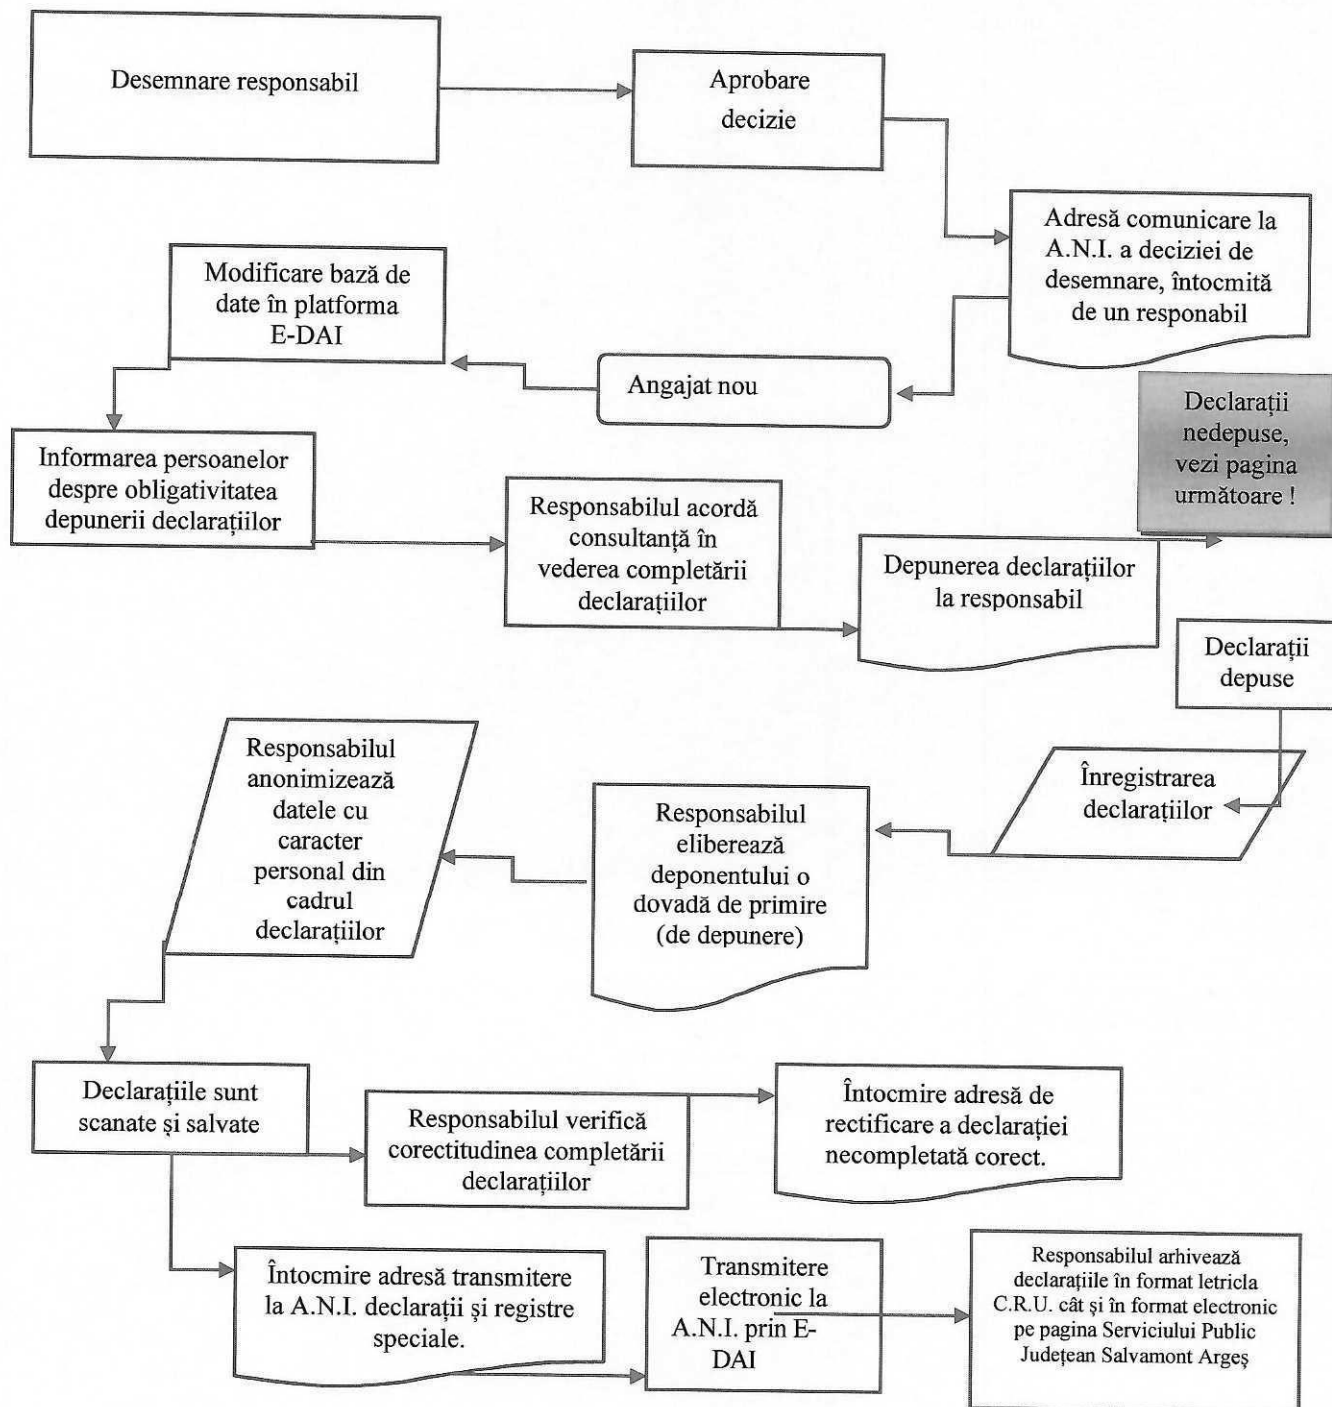 Desemnare responsabil
Aprobare
decizie
Adresă comunicare la
A.N.I. a deciziei de
desemnare, întocmită
de un responabil
Modificare bază de
date în platforma
E-DAI
Angajat nou
Declarații
nedepuse,
vezi pagina
următoare !
Informarea persoanelor
despre obligativitatea
depunerii declarațiilor
Responsabilul acordă
consultanță în
vederea completării
declarațiilor
Depunerea declarațiilor
la responsabil
Declarații
depuse
Înregistrarea
declarațiilor
Responsabilul
eliberează
deponentului o
dovadă de primire
(de depunere)
Responsabilul
anonimizează
datele cu
caracter
personal din
cadrul
declarațiilor
Declarațiile sunt
scanate și salvate
Responsabilul verifică
corectitudinea completării
declarațiilor
Întocmire adresă de
rectificare a declarației
necompletată corect.
Întocmire adresă transmitere
la A.N.I. declarații și registre
speciale.
Transmitere
electronic la
A.N.I. prin E-
DAI
Responsabilul arhivează
declarațiile în format letricla
C.R.U. cât și în format electronic
pe pagina Serviciului Public
Județean Salvamont Argeș